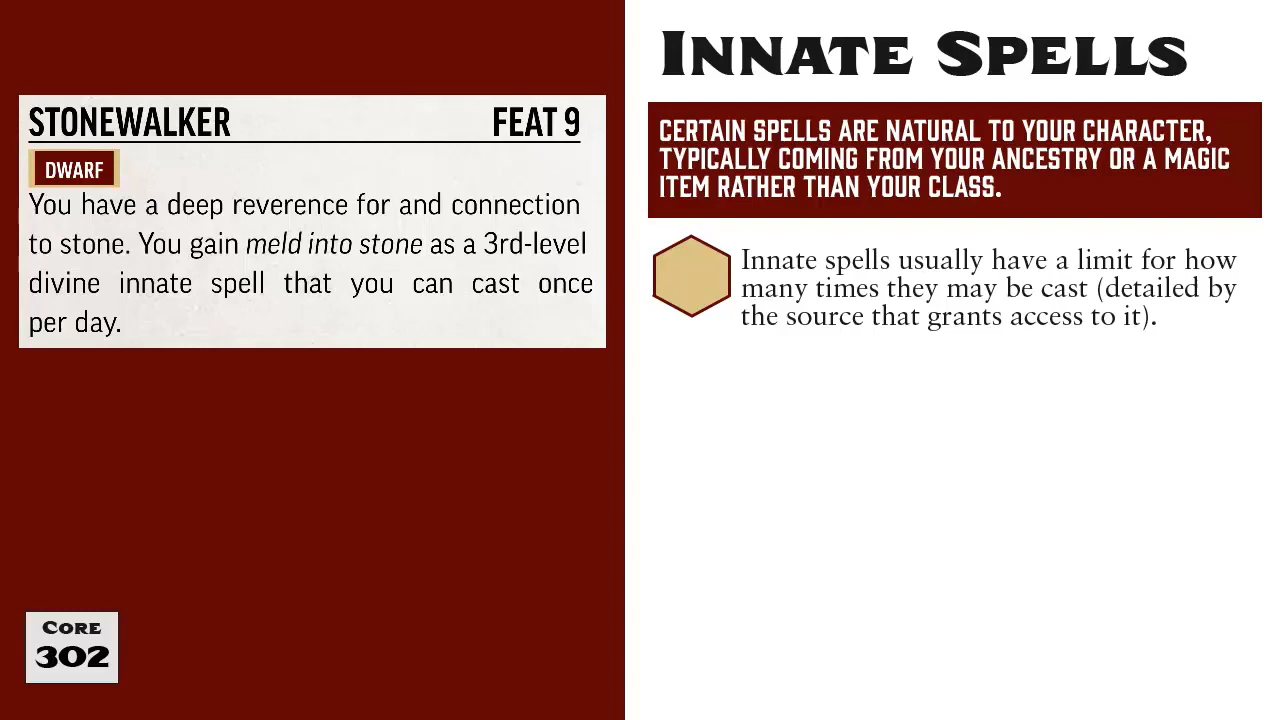 STONEWALKER FEAT 9
DWARF
You have a deep reverence for and connection
to stone. You gain meld into stone as a 3rd-level
divine innate spell that you can cast once
per day.
CORE
302
INNATE SPELLS
CERTAIN SPELLS ARE NATURAL TO YOUR CHARACTER,
TYPICALLY COMING FROM YOUR ANCESTRY OR A MAGIC
ITEM RATHER THAN YOUR CLASS.
Innate spells usually have a limit for how
many times they may be cast (detailed by
the source that grants access to it).